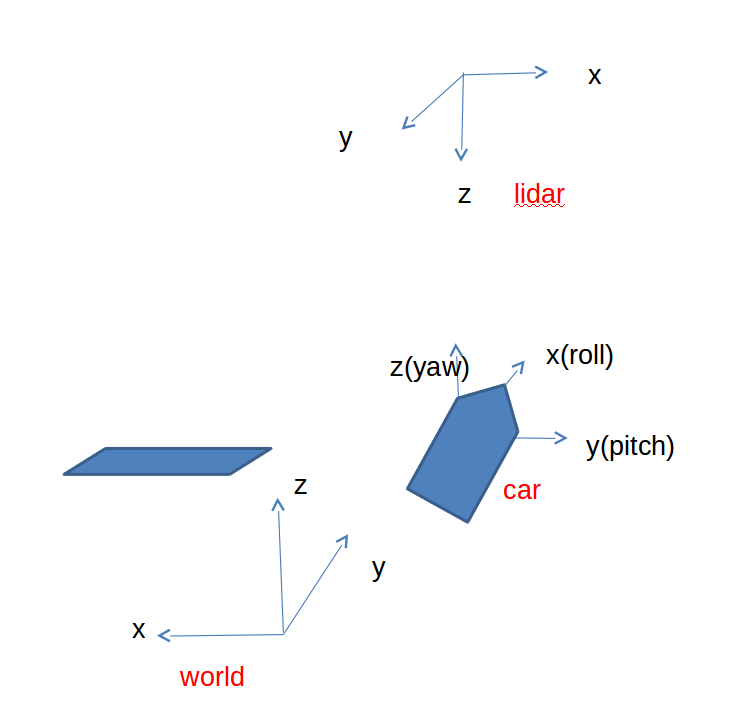 x
y
z
lidar
z(yaw)
x(roll)
y(pitch)
car
z
y
x
world